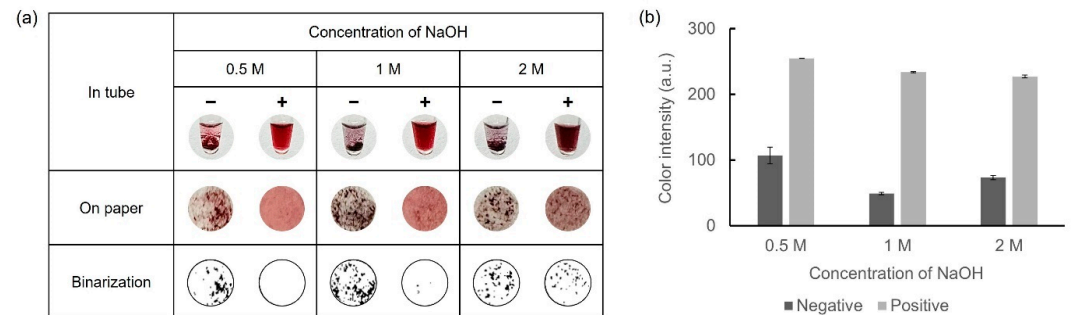 (a)
Concentration of NaOH
In tube
0.5 M 1 M 2 M
− + − + − +
On paper
Binarization
(b)
300
200
100
0
Color intensity (a.u.)
0.5 M 1 M 2 M
Concentration of NaOH
Negative Positive